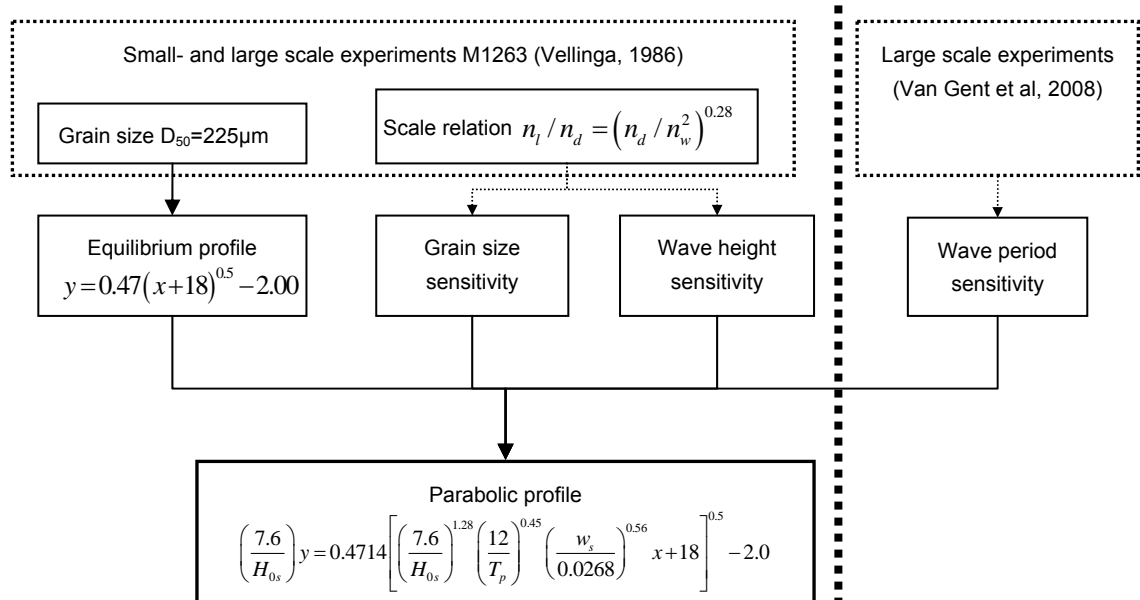 Small- and large scale experiments M1263 (Vellinga, 1986)
Grain size D₅₀=225µm
Scale relation n_l / n_d = (n_d / n_w^2)^0.28
Large scale experiments
(Van Gent et al, 2008)
Equilibrium profile
y = 0.47(x+18)^0.5 − 2.00
Grain size
sensitivity
Wave height
sensitivity
Wave period
sensitivity
Parabolic profile
(7.6/H_0s) y = 0.4714[(7.6/H_0s)^1.28 (12/T_p)^0.45 (w_s/0.0268)^0.56 x+18]^0.5 − 2.0